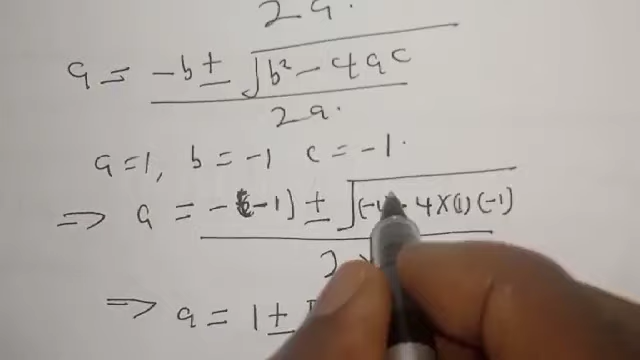 2a.
a = -b ± √b² - 4ac
2a.
a = 1, b = -1 c = -1.
⇒ a = -(-1) ± √(-1 - 4×(1)(-1)
2
⇒ a = 1 ±